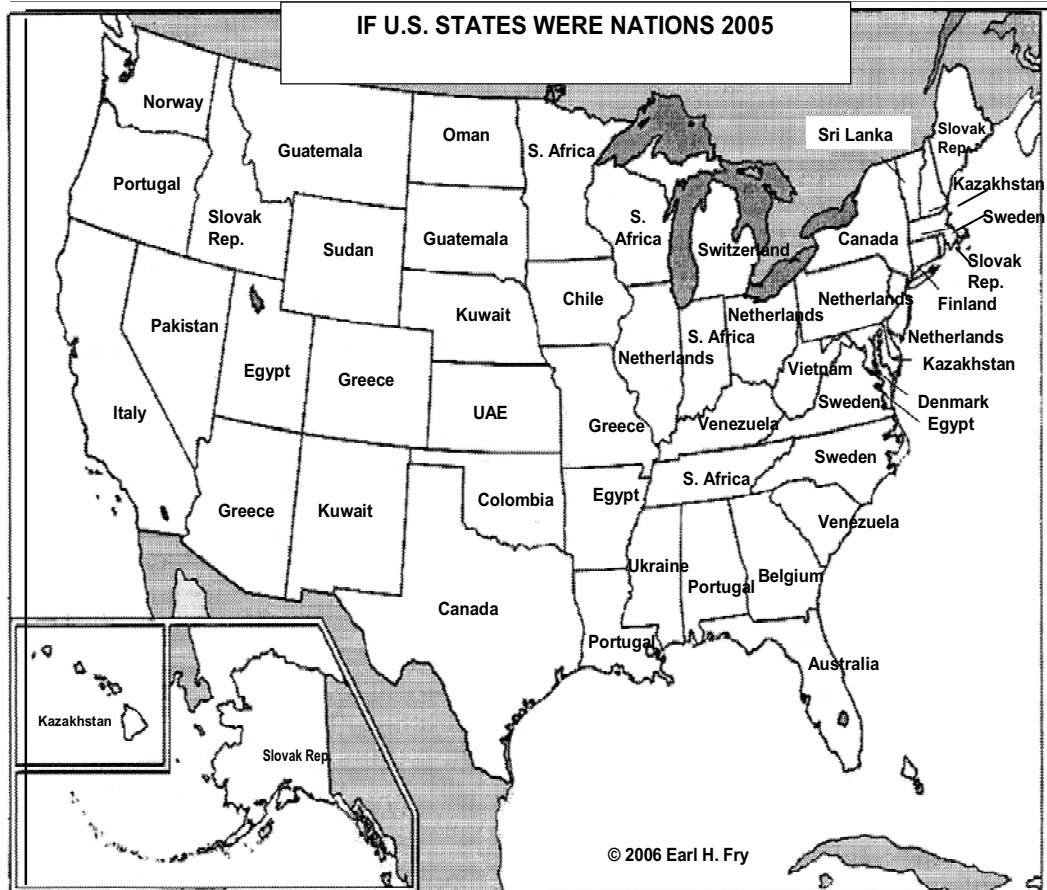 IF U.S. STATES WERE NATIONS 2005
Norway
Guatemala
Oman
S. Africa
Sri Lanka
Slovak
Rep.
Portugal
Slovak
Rep.
Sudan
Guatemala
S.
Africa
Switzerland
Canada
Kazakhstan
Sweden
Slovak
Rep.
Finland
Pakistan
Kuwait
Chile
Netherlands
S. Africa
Netherlands
Netherlands
Netherlands
Kazakhstan
Denmark
Egypt
Italy
Egypt
Greece
UAE
Greece
Venezuela
Vietnam
Sweden
Greece
Kuwait
Colombia
Egypt
S. Africa
Sweden
Venezuela
Canada
Portugal
Ukraine
Portugal
Belgium
Australia
Kazakhstan
Slovak Rep.
© 2006 Earl H. Fry